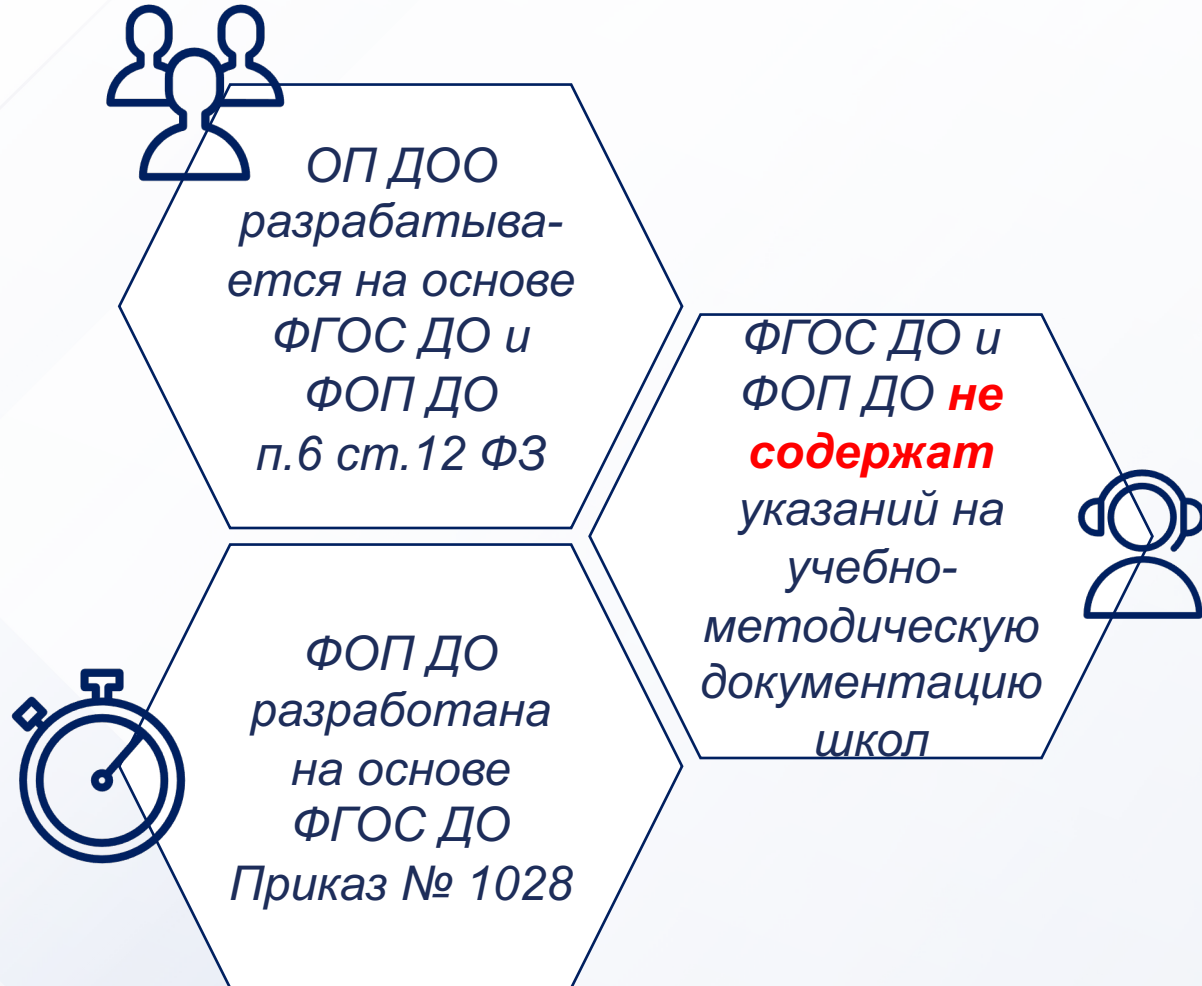 ОП ДОО
разрабатыва-
ется на основе
ФГОС ДО и
ФОП ДО
п.6 ст.12 ФЗ
ФГОС ДО и
ФОП ДО не
содержат
указаний на
учебно-
методическую
документацию
школ
ФОП ДО
разработана
на основе
ФГОС ДО
Приказ № 1028